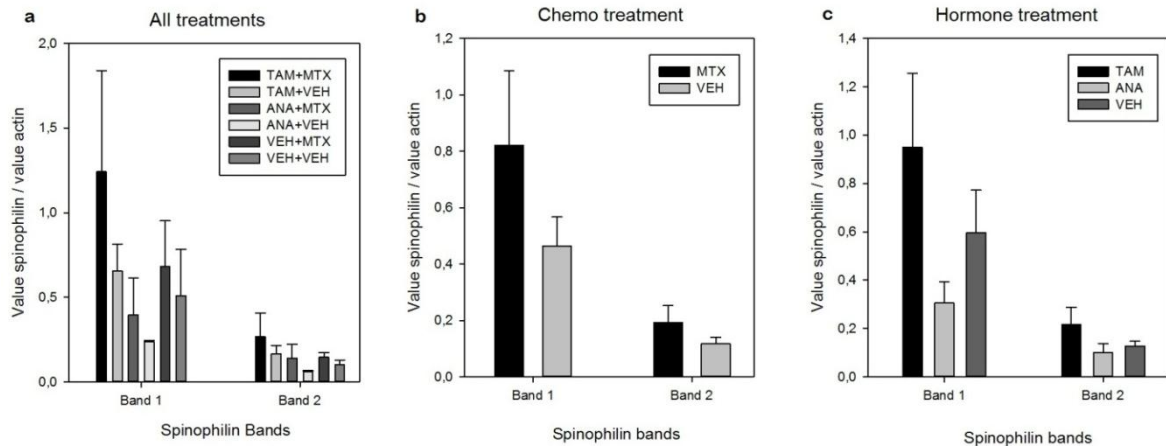 a
All treatments
Value spinophilin / value actin
2,0
1,5
1,0
0,5
0,0
TAM+MTX
TAM+VEH
ANA+MTX
ANA+VEH
VEH+MTX
VEH+VEH
Band 1
Band 2
Spinophilin Bands
b
Chemo treatment
Value spinophilin / value actin
1,2
1,0
0,8
0,6
0,4
0,2
0,0
MTX
VEH
Band 1
Band 2
Spinophilin bands
c
Hormone treatment
Value spinophilin / value actin
1,4
1,2
1,0
0,8
0,6
0,4
0,2
0,0
TAM
ANA
VEH
Band 1
Band 2
Spinophilin bands